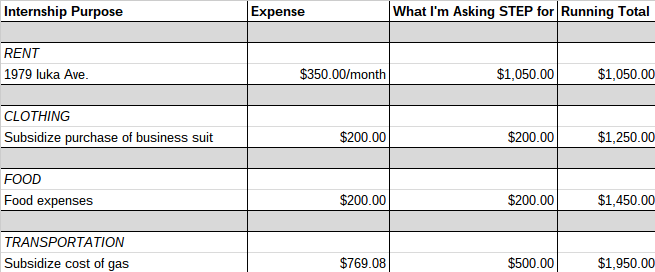 Internship Purpose Expense What I'm Asking STEP for Running Total
RENT
1979 Iuka Ave. $350.00/month $1,050.00 $1,050.00
CLOTHING
Subsidize purchase of business suit $200.00 $200.00 $1,250.00
FOOD
Food expenses $200.00 $200.00 $1,450.00
TRANSPORTATION
Subsidize cost of gas $769.08 $500.00 $1,950.00